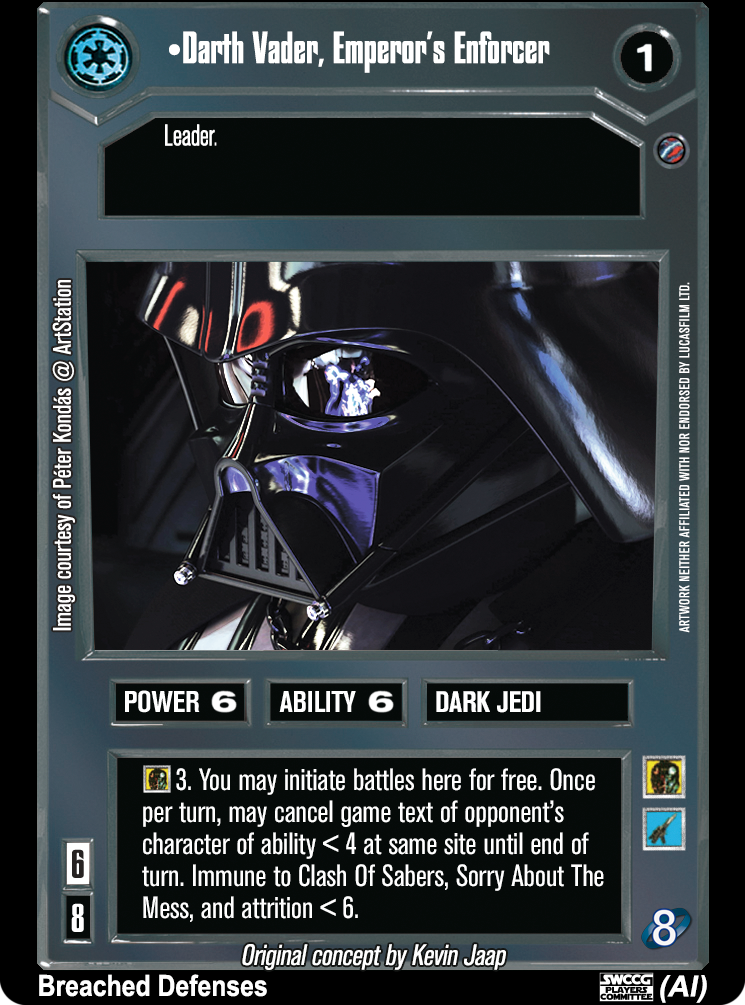 •Darth Vader, Emperor's Enforcer
1
Leader.
Image courtesy of Péter Kondás @ ArtStation
ARTWORK NEITHER AFFILIATED WITH NOR ENDORSED BY LUCASFILM LTD.
POWER 6
ABILITY 6
DARK JEDI
3. You may initiate battles here for free. Once
per turn, may cancel game text of opponent's
character of ability < 4 at same site until end of
turn. Immune to Clash Of Sabers, Sorry About The
Mess, and attrition < 6.
6
8
8
Original concept by Kevin Jaap
Breached Defenses
SWCCG
PLAYERS
COMMITTEE
(AI)